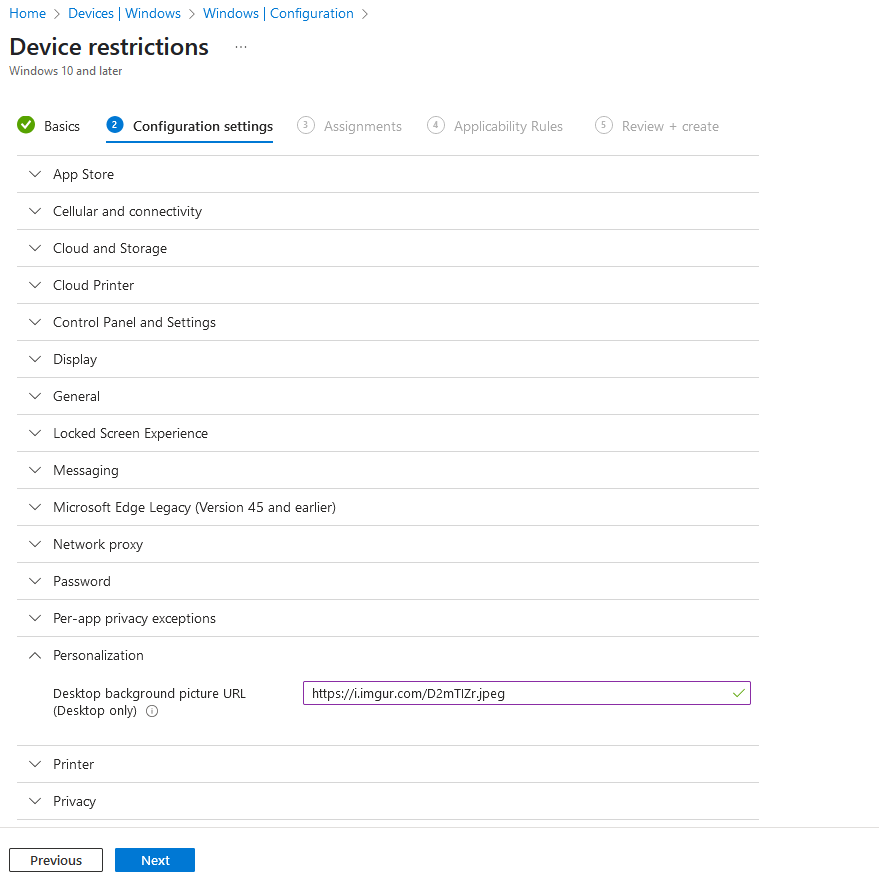 Home > Devices | Windows > Windows | Configuration >
Device restrictions ...
Windows 10 and later
Basics 2 Configuration settings 3 Assignments 4 Applicability Rules 5 Review + create
App Store
Cellular and connectivity
Cloud and Storage
Cloud Printer
Control Panel and Settings
Display
General
Locked Screen Experience
Messaging
Microsoft Edge Legacy (Version 45 and earlier)
Network proxy
Password
Per-app privacy exceptions
Personalization
Desktop background picture URL https://i.imgur.com/D2mTlZr.jpeg
(Desktop only)
Printer
Privacy
Previous Next